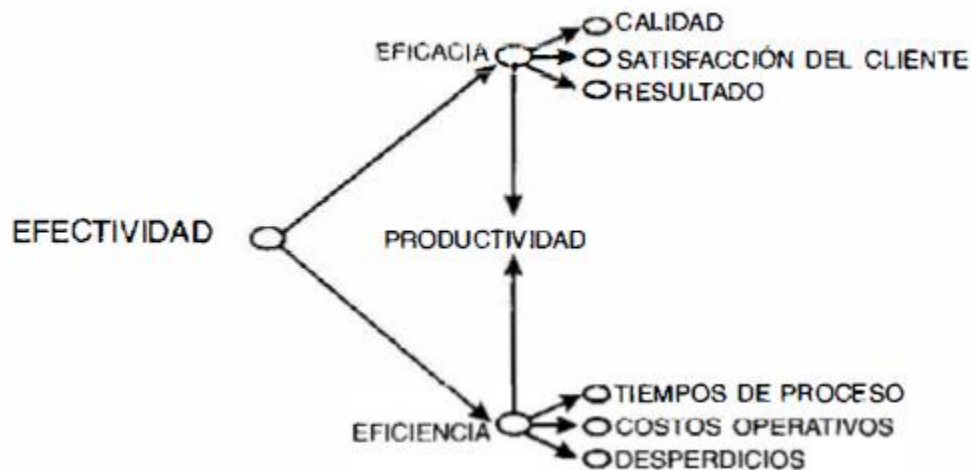 CALIDAD
EFICACIA
SATISFACCIÓN DEL CLIENTE
RESULTADO
EFECTIVIDAD
PRODUCTIVIDAD
TIEMPOS DE PROCESO
EFICIENCIA
COSTOS OPERATIVOS
DESPERDICIOS